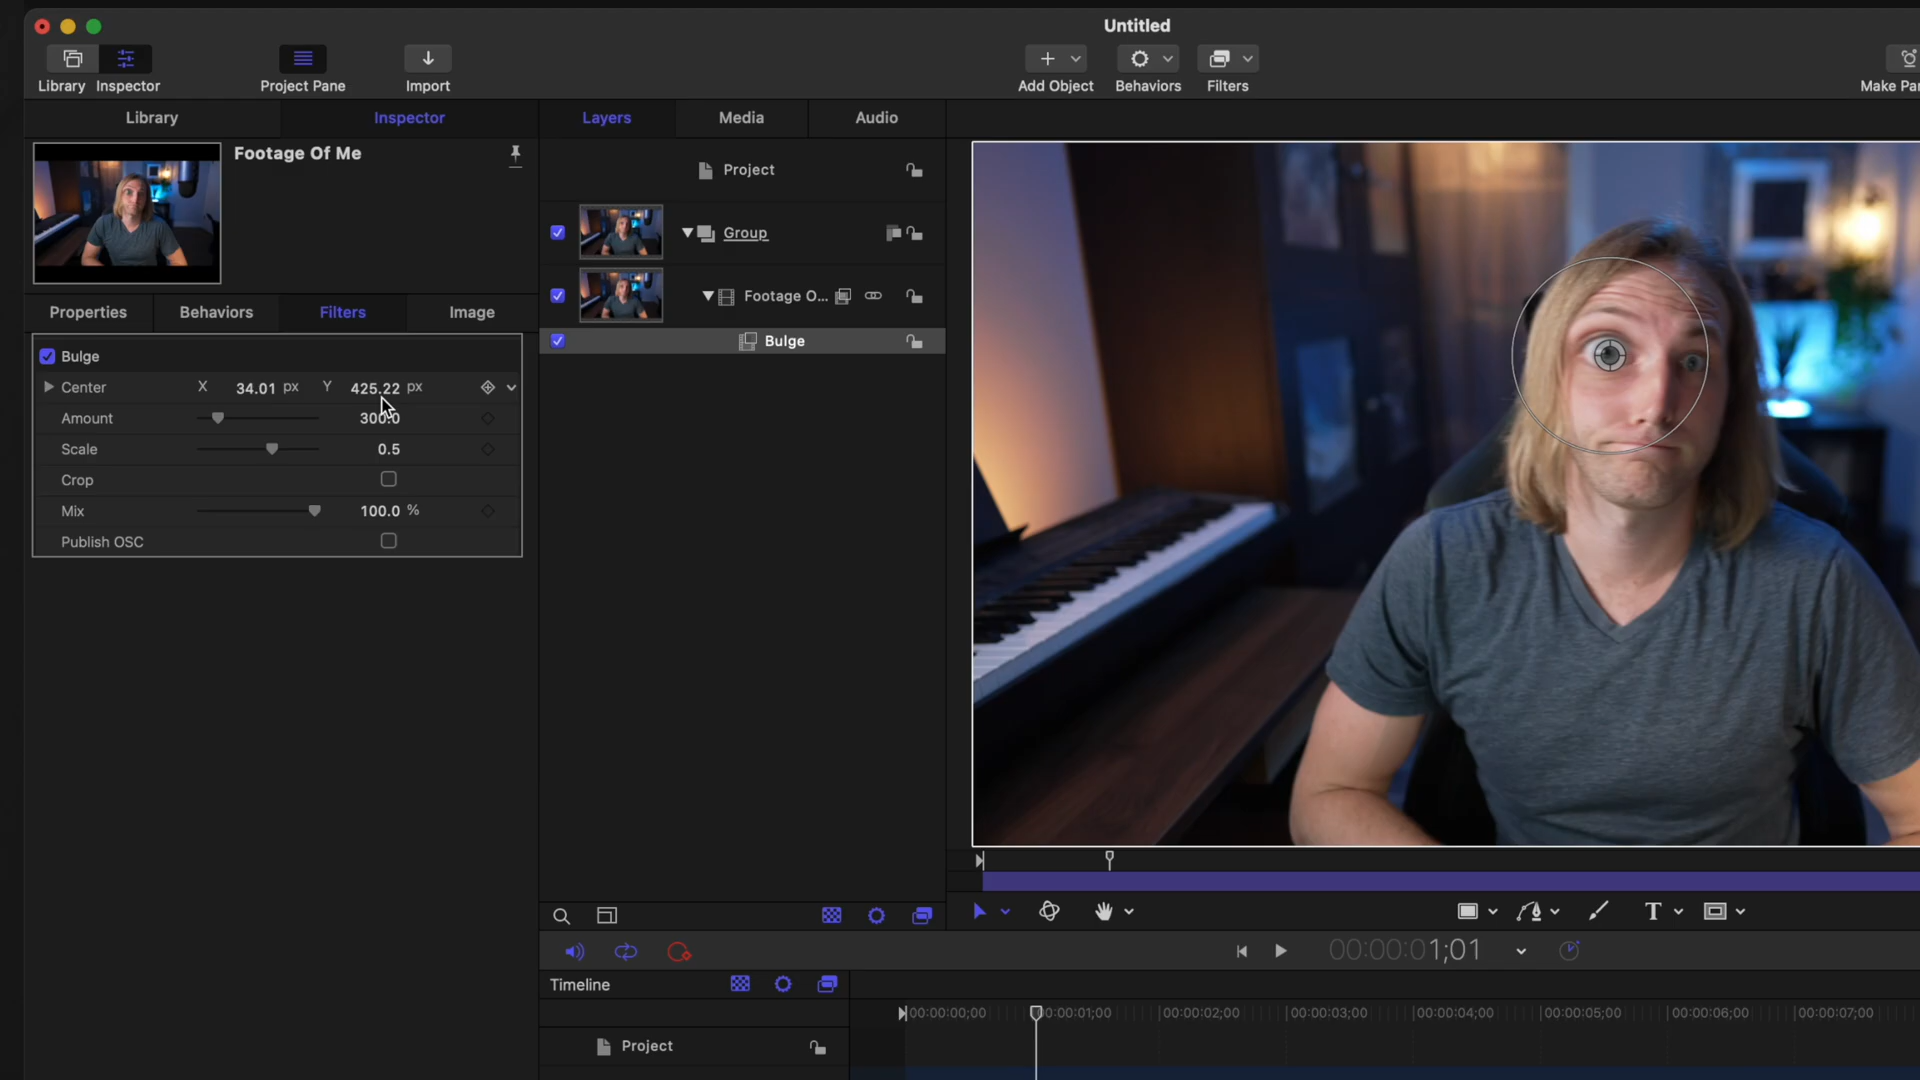 Untitled
Library Inspector Project Pane Import Add Object Behaviors Filters
Library Inspector Layers Media Audio
Footage Of Me
Project
Group
Footage O...
Properties Behaviors Filters Image
Bulge
Bulge
Center X 34.01 px Y 425.22 px
Amount 300.0
Scale 0.5
Crop
Mix 100.0 %
Publish OSC
00:00:01;01
Timeline
00:00:00;00 00:00:01;00 00:00:02;00 00:00:03;00 00:00:04;00 00:00:05;00 00:00:06;00 00:00:07;00
Project